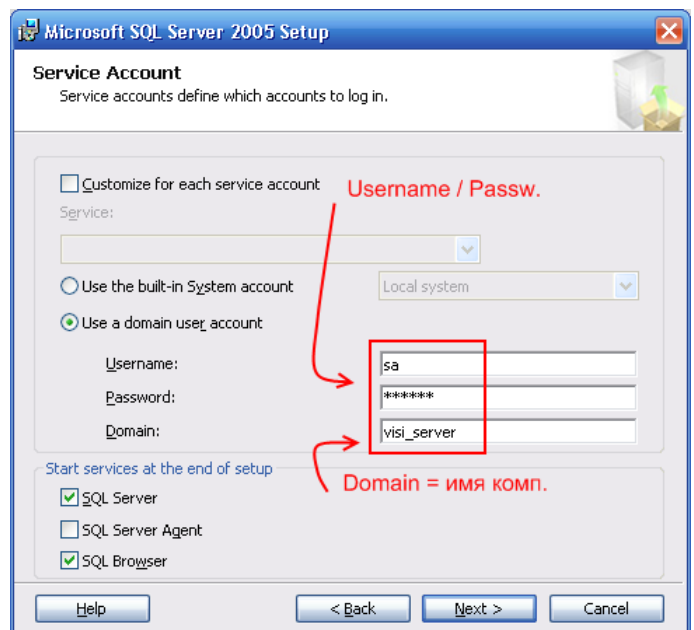 Microsoft SQL Server 2005 Setup
Service Account
Service accounts define which accounts to log in.
Customize for each service account
Username / Passw.
Service:
Use the built-in System account
Local system
Use a domain user account
Username:
sa
Password:
******
Domain:
visi_server
Start services at the end of setup
Domain = имя комп.
SQL Server
SQL Server Agent
SQL Browser
Help
< Back
Next >
Cancel